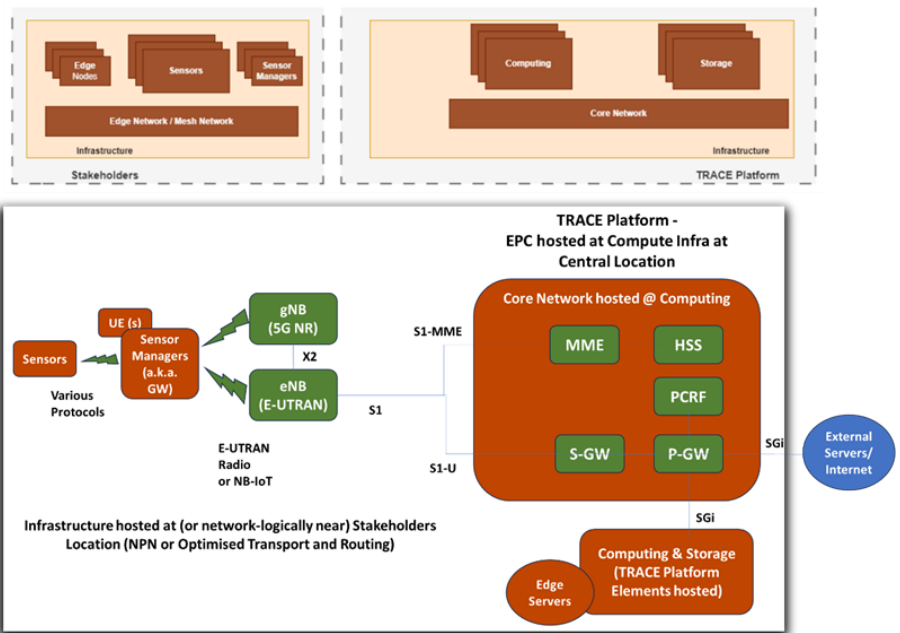 Edge
Nodes
Sensors
Sensor
Managers
Edge Network / Mesh Network
Infrastructure
Stakeholders
Computing
Storage
Core Network
Infrastructure
TRACE Platform
TRACE Platform -
EPC hosted at Compute Infra at
Central Location
Core Network hosted @ Computing
gNB
(5G NR)
UE (s)
Sensor
Managers
(a.k.a.
GW)
Sensors
Various
Protocols
X2
eNB
(E-UTRAN)
S1-MME
S1
S1-U
MME
HSS
PCRF
S-GW
P-GW
SGi
External
Servers/
Internet
E-UTRAN
Radio
or NB-IoT
SGi
Infrastructure hosted at (or network-logically near) Stakeholders
Location (NPN or Optimised Transport and Routing)
Computing & Storage
(TRACE Platform
Elements hosted)
Edge
Servers